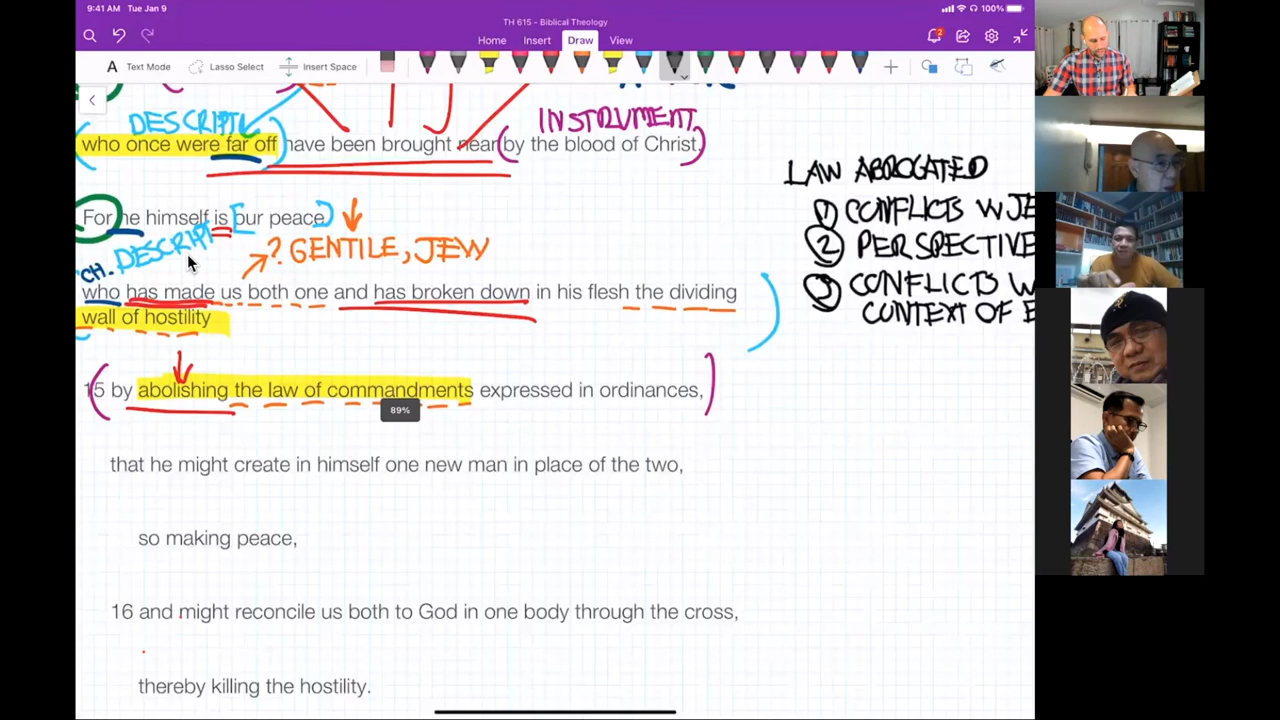 9:41 AM Tue Jan 9
100%
TH 615 - Biblical Theology
Home Insert Draw View
2
A Text Mode Lasso Select Insert Space
DESCRIPT
INSTRUMENT
who once were far off have been brought near by the blood of Christ.
LAW ABROGATED
For he himself is our peace
① CONFLICTS W JE
DESCRIPT
? GENTILE, JEW
② PERSPECTIVE
CH.
who has made us both one and has broken down in his flesh the dividing
③ CONFLICTS W
wall of hostility
CONTEXT OF E
15 by abolishing the law of commandments expressed in ordinances,
89%
that he might create in himself one new man in place of the two,
so making peace,
16 and might reconcile us both to God in one body through the cross,
thereby killing the hostility.